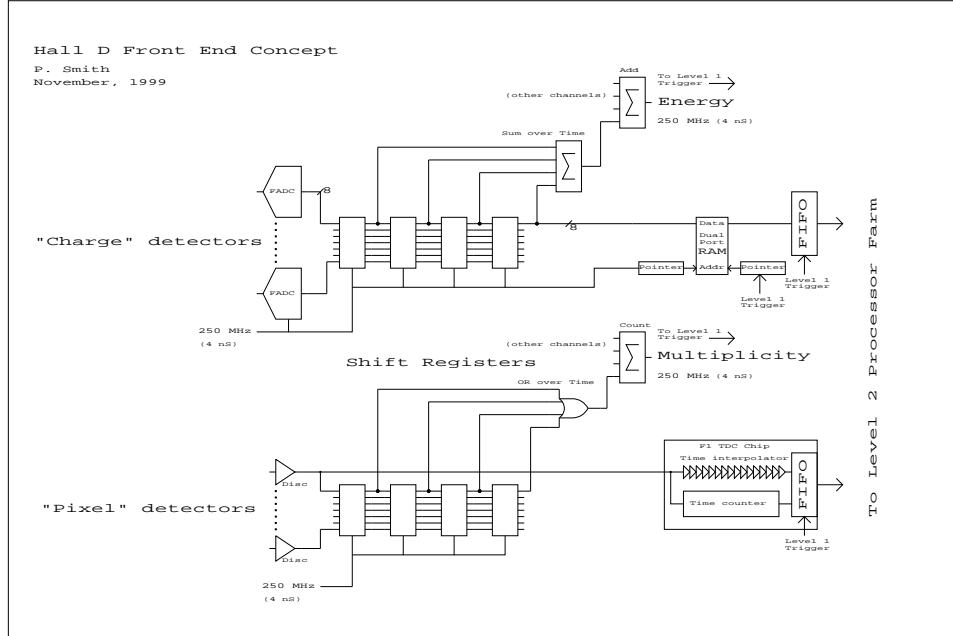 Hall D Front End Concept
P. Smith
November, 1999
Add
To Level 1
Trigger
(other channels)
∑
Energy
250 MHz (4 nS)
Sum over Time
∑
FADC
8
"Charge" detectors
8
Data
Dual
Port
RAM
Addr
Pointer
Pointer
Level 1
Trigger
FIFO
Level 1
Trigger
FADC
250 MHz
(4 nS)
Shift Registers
Count
To Level 1
Trigger
(other channels)
∑
Multiplicity
250 MHz (4 nS)
OR over Time
F1 TDC Chip
Time interpolator
Time counter
FIFO
Level 1
Trigger
Disc
"Pixel" detectors
Disc
250 MHz
(4 nS)
To Level 2 Processor Farm